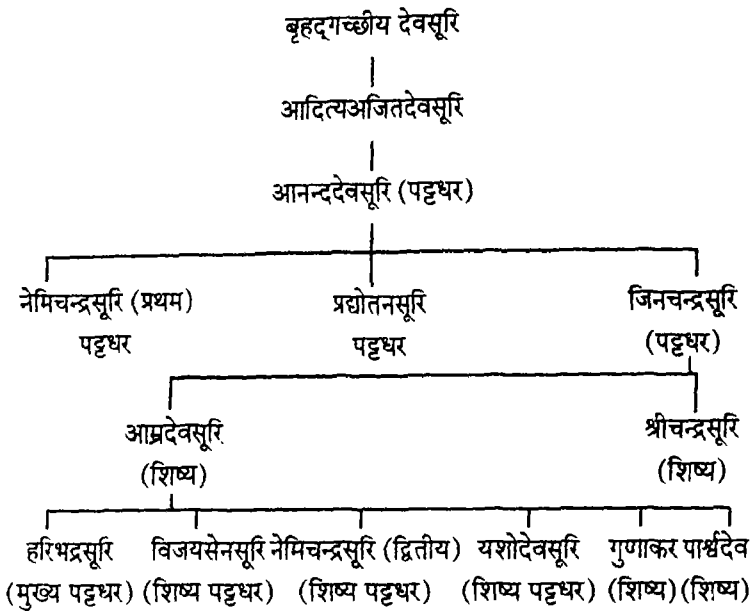 बृहद्गच्छीय देवसूरि
आदित्यअजितदेवसूरि
आनन्ददेवसूरि (पट्टधर)
नेमिचन्द्रसूरि (प्रथम) प्रद्योतनसूरि जिनचन्द्रसूरि
पट्टधर पट्टधर (पट्टधर)
आम्रदेवसूरि श्रीचन्द्रसूरि
(शिष्य) (शिष्य)
हरिभद्रसूरि विजयसेनसूरि नेमिचन्द्रसूरि (द्वितीय) यशोदेवसूरि गुणाकर पार्श्वदेव
(मुख्य पट्टधर) (शिष्य पट्टधर) (शिष्य पट्टधर) (शिष्य पट्टधर) (शिष्य) (शिष्य)